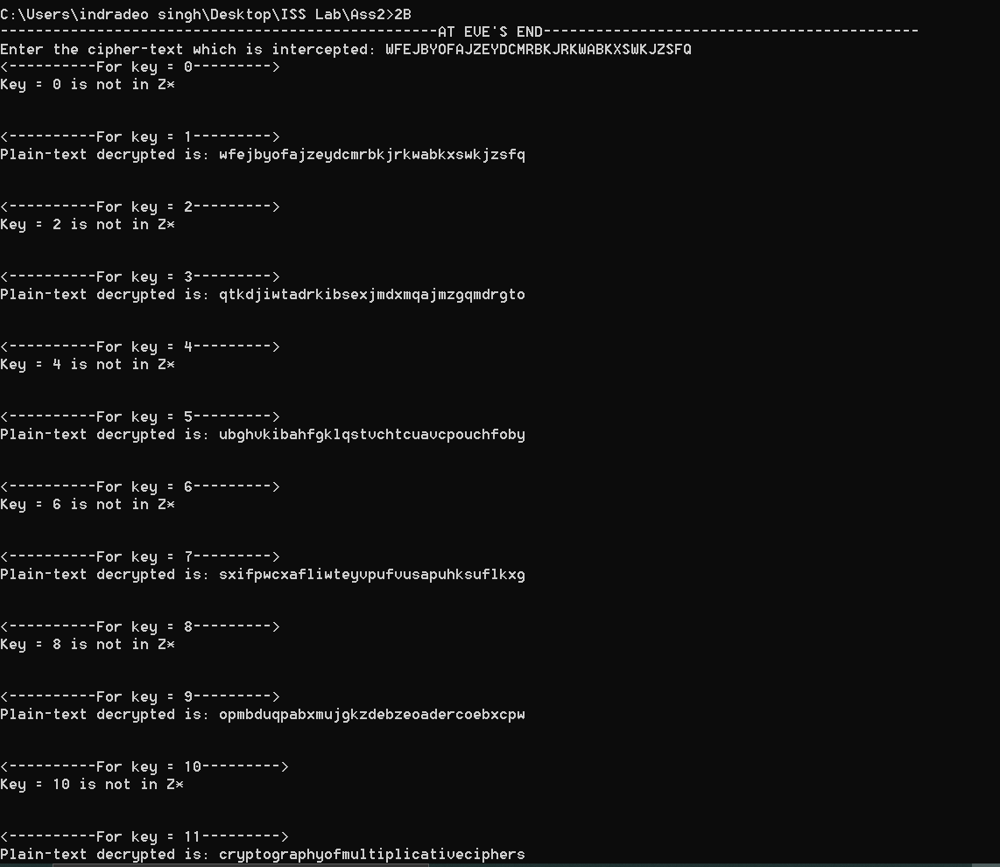 C:\Users\indradeo singh\Desktop\ISS Lab\Ass2>2B
--------------------------------------------------AT EVE'S END-------------------------------------------
Enter the cipher-text which is intercepted: WFEJBYOFAJZEYDCMRBKJRKWABKXSWKJZSFQ
<----------For key = 0--------->
Key = 0 is not in Z*
<----------For key = 1--------->
Plain-text decrypted is: wfejbyofajzeydcmrbkjrkwabkxswkjzsfq
<----------For key = 2--------->
Key = 2 is not in Z*
<----------For key = 3--------->
Plain-text decrypted is: qtkdjiwtadrkibsexjmdxmqajmzgqmdrgto
<----------For key = 4--------->
Key = 4 is not in Z*
<----------For key = 5--------->
Plain-text decrypted is: ubghvkibahfgklqstvchtcuavcpouchfoby
<----------For key = 6--------->
Key = 6 is not in Z*
<----------For key = 7--------->
Plain-text decrypted is: sxifpwcxafliwteyvpufvusapuhksuflkxg
<----------For key = 8--------->
Key = 8 is not in Z*
<----------For key = 9--------->
Plain-text decrypted is: opmbduqpabxmujgkzdebzeoadercoebxcpw
<----------For key = 10--------->
Key = 10 is not in Z*
<----------For key = 11--------->
Plain-text decrypted is: cryptographyofmultiplicativeciphers